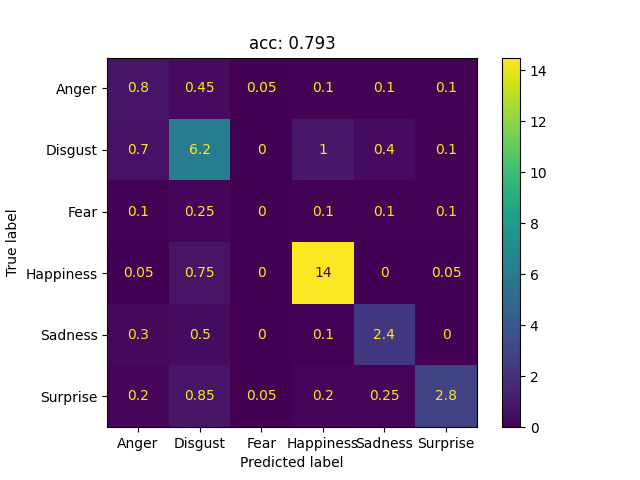 acc: 0.793
Anger 0.8 0.45 0.05 0.1 0.1 0.1
Disgust 0.7 6.2 0 1 0.4 0.1
Fear 0.1 0.25 0 0.1 0.1 0.1
Happiness 0.05 0.75 0 14 0 0.05
Sadness 0.3 0.5 0 0.1 2.4 0
Surprise 0.2 0.85 0.05 0.2 0.25 2.8
Anger Disgust Fear Happiness Sadness Surprise
Predicted label
True label
14
12
10
8
6
4
2
0